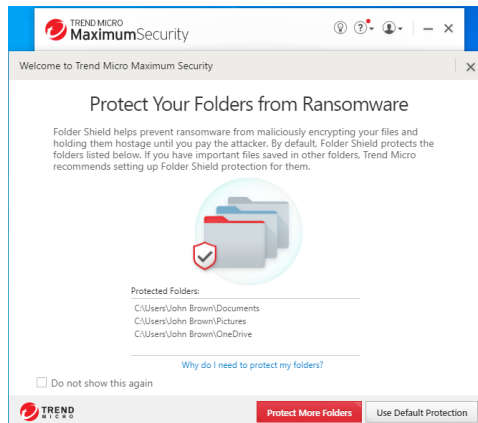 TREND MICRO
MaximumSecurity
Welcome to Trend Micro Maximum Security
Protect Your Folders from Ransomware
Folder Shield helps prevent ransomware from maliciously encrypting your files and
holding them hostage until you pay the attacker. By default, Folder Shield protects the
folders listed below. If you have important files saved in other folders, Trend Micro
recommends setting up Folder Shield protection for them.
Protected Folders:
C:\Users\John Brown\Documents
C:\Users\John Brown\Pictures
C:\Users\John Brown\OneDrive
Why do I need to protect my folders?
Do not show this again
TREND
MICRO
Protect More Folders
Use Default Protection